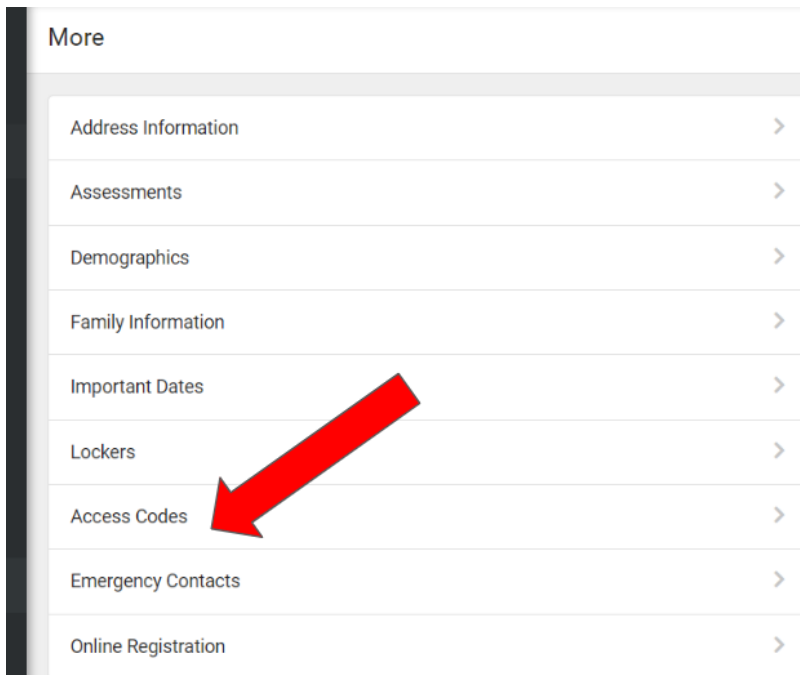 More
Address Information
Assessments
Demographics
Family Information
Important Dates
Lockers
Access Codes
Emergency Contacts
Online Registration